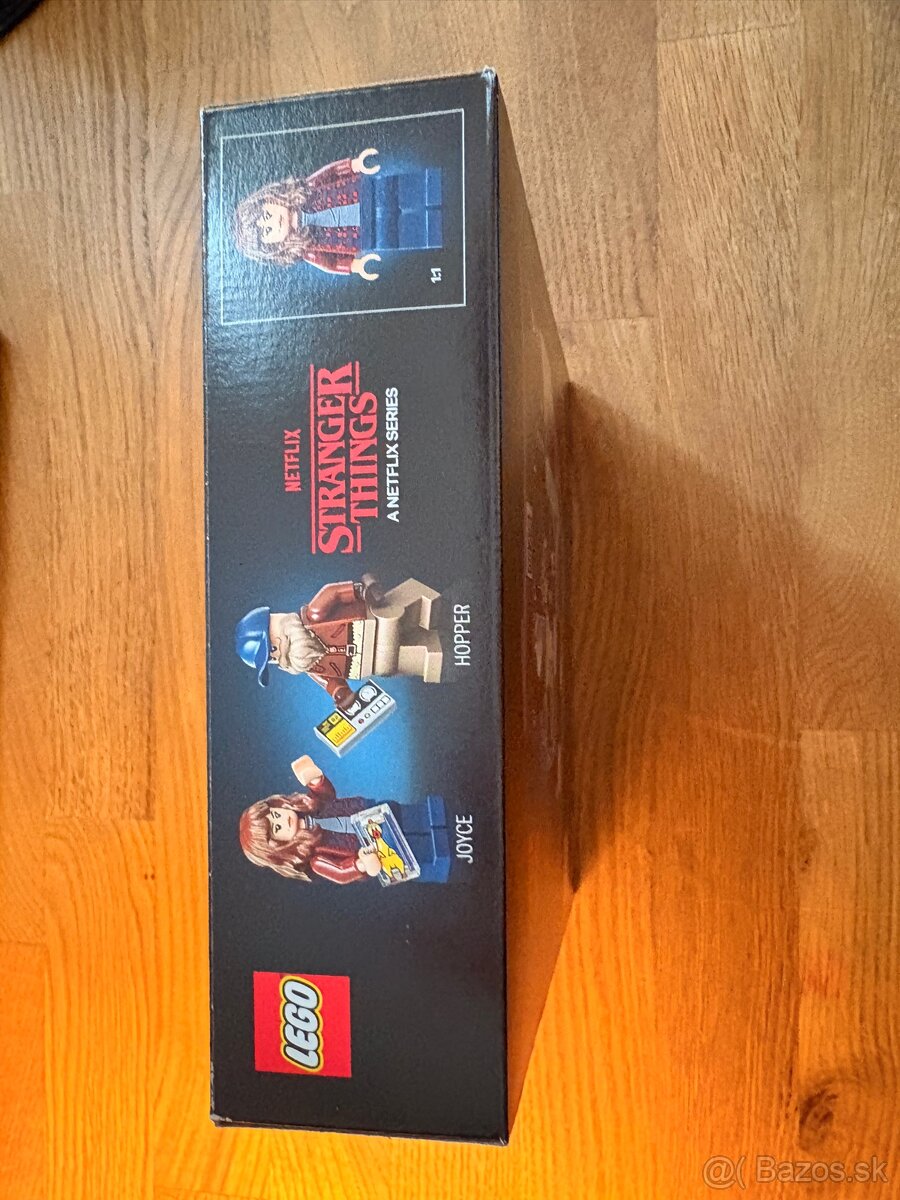 LEGO
JOYCE
HOPPER
NETFLIX
STRANGER
THINGS
A NETFLIX SERIES
1:1
@( Bazos.sk